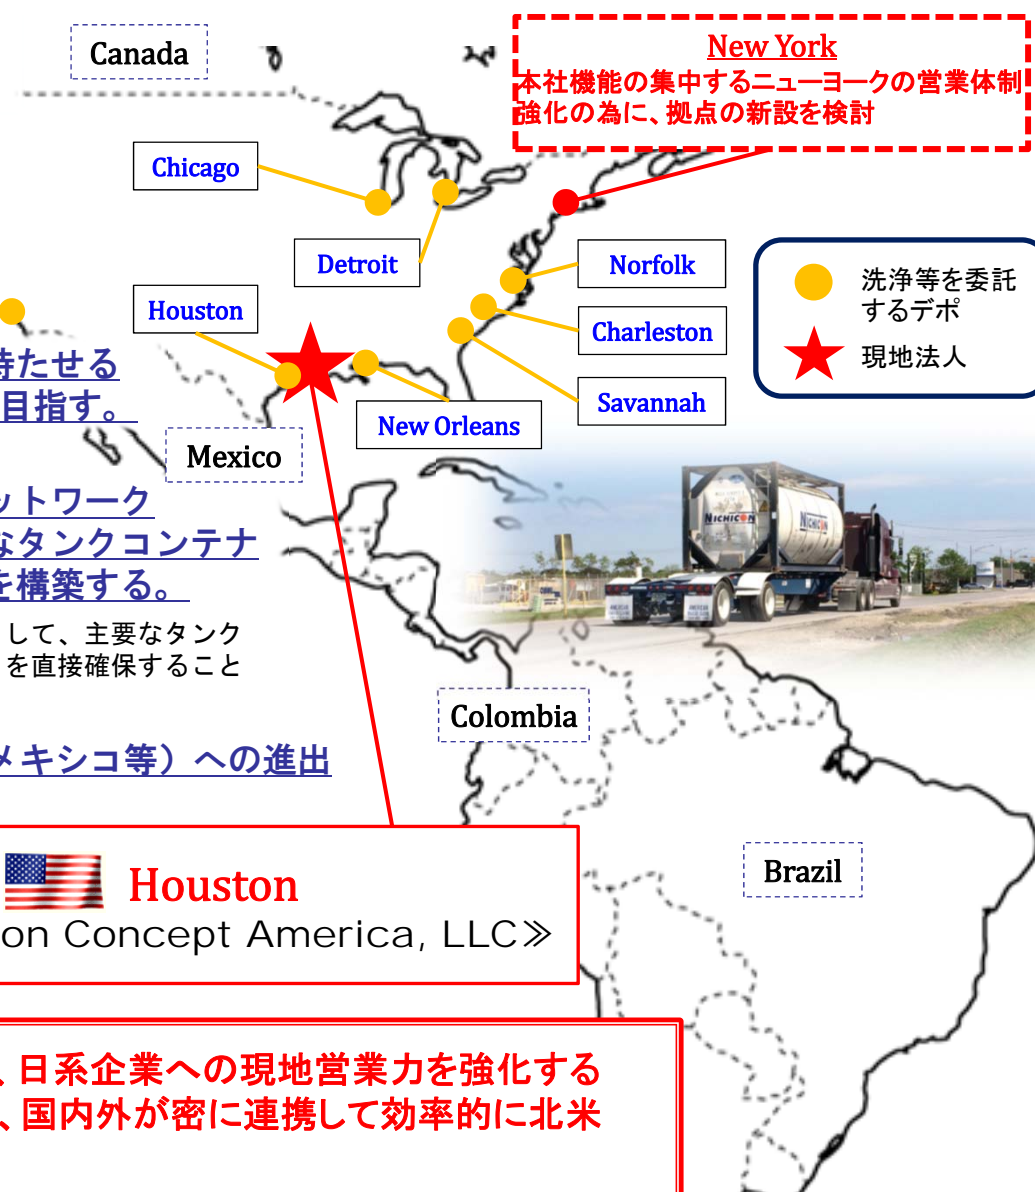 Canada
New York
本社機能の集中するニューヨークの営業体制
強化の為に、拠点の新設を検討
Chicago
Detroit
Norfolk
Houston
Charleston
Savannah
New Orleans
洗浄等を委託
するデポ
現地法人
持たせる
目指す。
Mexico
ットワーク
なタンクコンテナ
を構築する。
して、主要なタンク
を直接確保すること
NICHICON
NICHICON
Colombia
メキシコ等）への進出
Brazil
Houston
on Concept America, LLC≫
、日系企業への現地営業力を強化する
、国内外が密に連携して効率的に北米